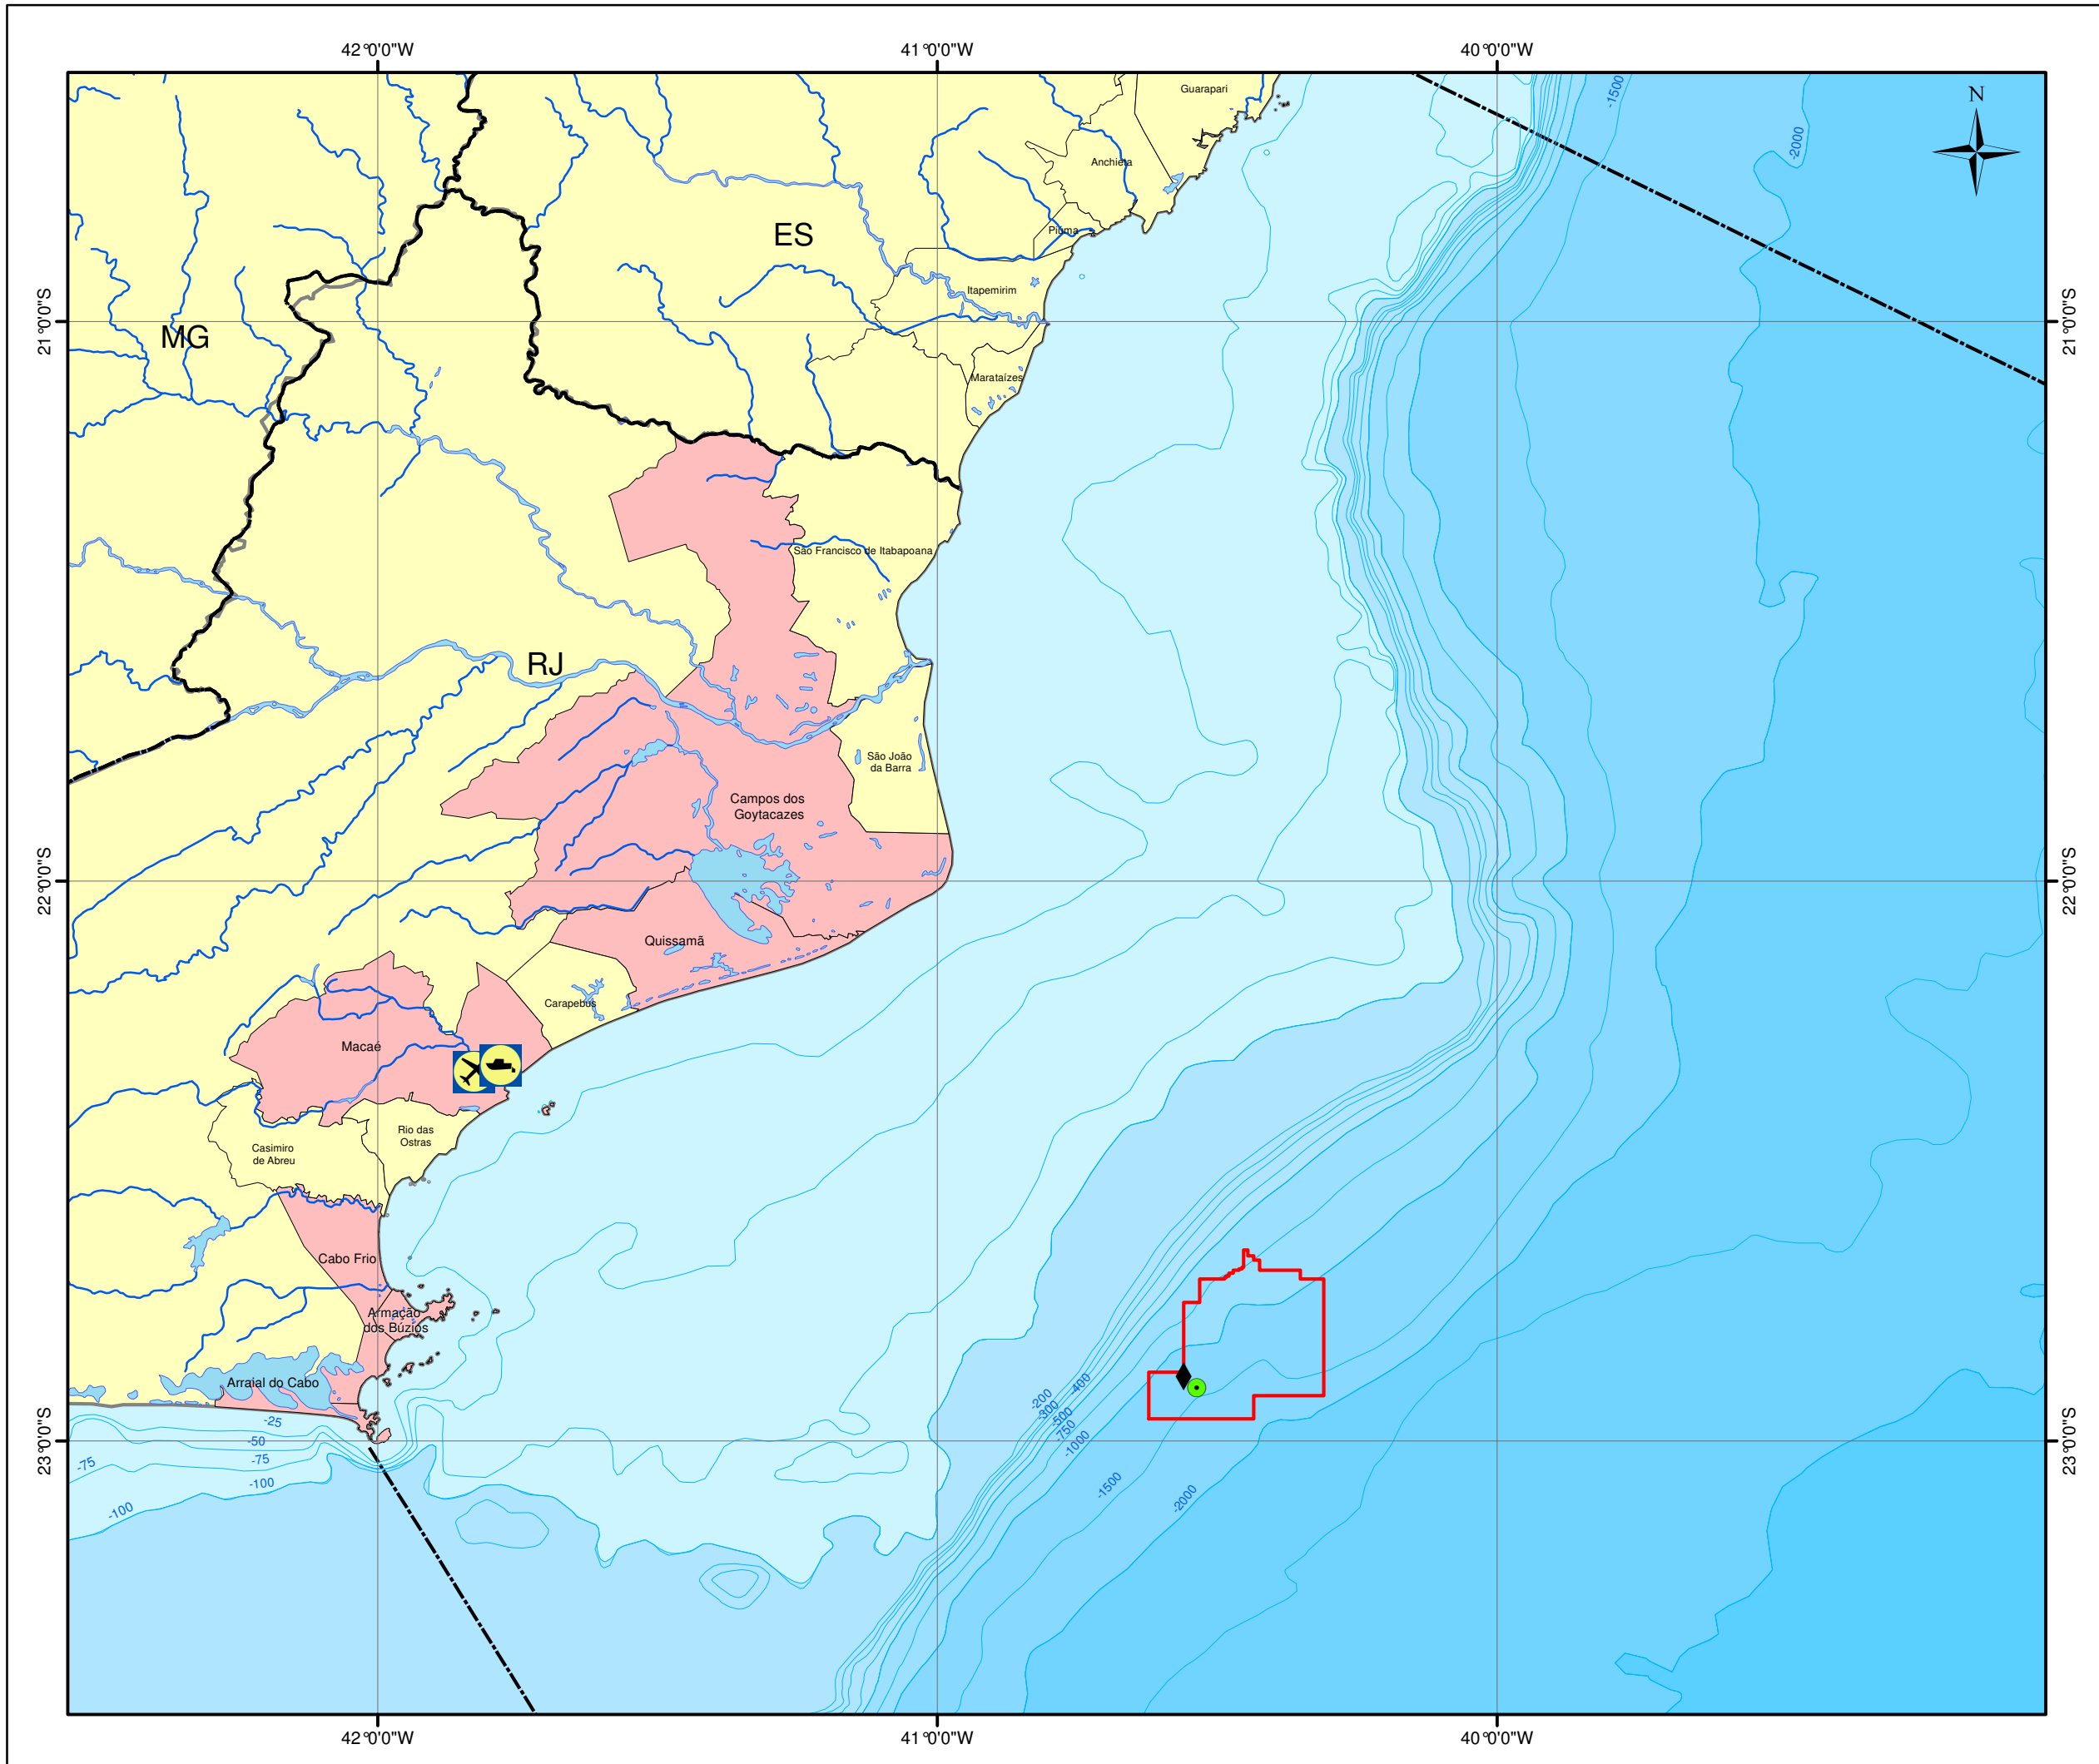 42°0'0"W
41°0'0"W
40°0'0"W
Guarapari
-1500
N
-2000
Anchieta
Piúma
ES
Itapemirim
21°0'0"S
21°0'0"S
MG
Marataízes
São Francisco de Itabapoana
RJ
São João
da Barra
Campos dos
Goytacazes
22°0'0"S
22°0'0"S
Quissamã
Carapebus
Macaé
Rio das
Ostras
Casimiro
de Abreu
Cabo Frio
Armação
dos Búzios
Arraial do Cabo
-25
-50
-75
-75
-100
-100
-200
-300
-400
-500
-750
-1000
-1500
-2000
23°0'0"S
23°0'0"S
42°0'0"W
41°0'0"W
40°0'0"W